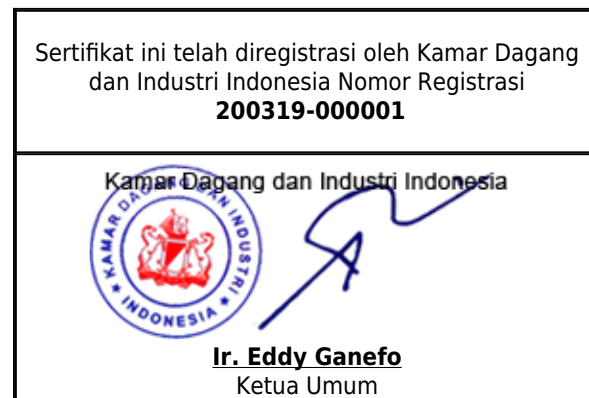 Sertifikat ini telah diregistrasi oleh Kamar Dagang
dan Industri Indonesia Nomor Registrasi
200319-000001
Kamar Dagang dan Industri Indonesia
KAMAR DAGANG DAN INDUSTRI
INDONESIA
Ir. Eddy Ganefo
Ketua Umum